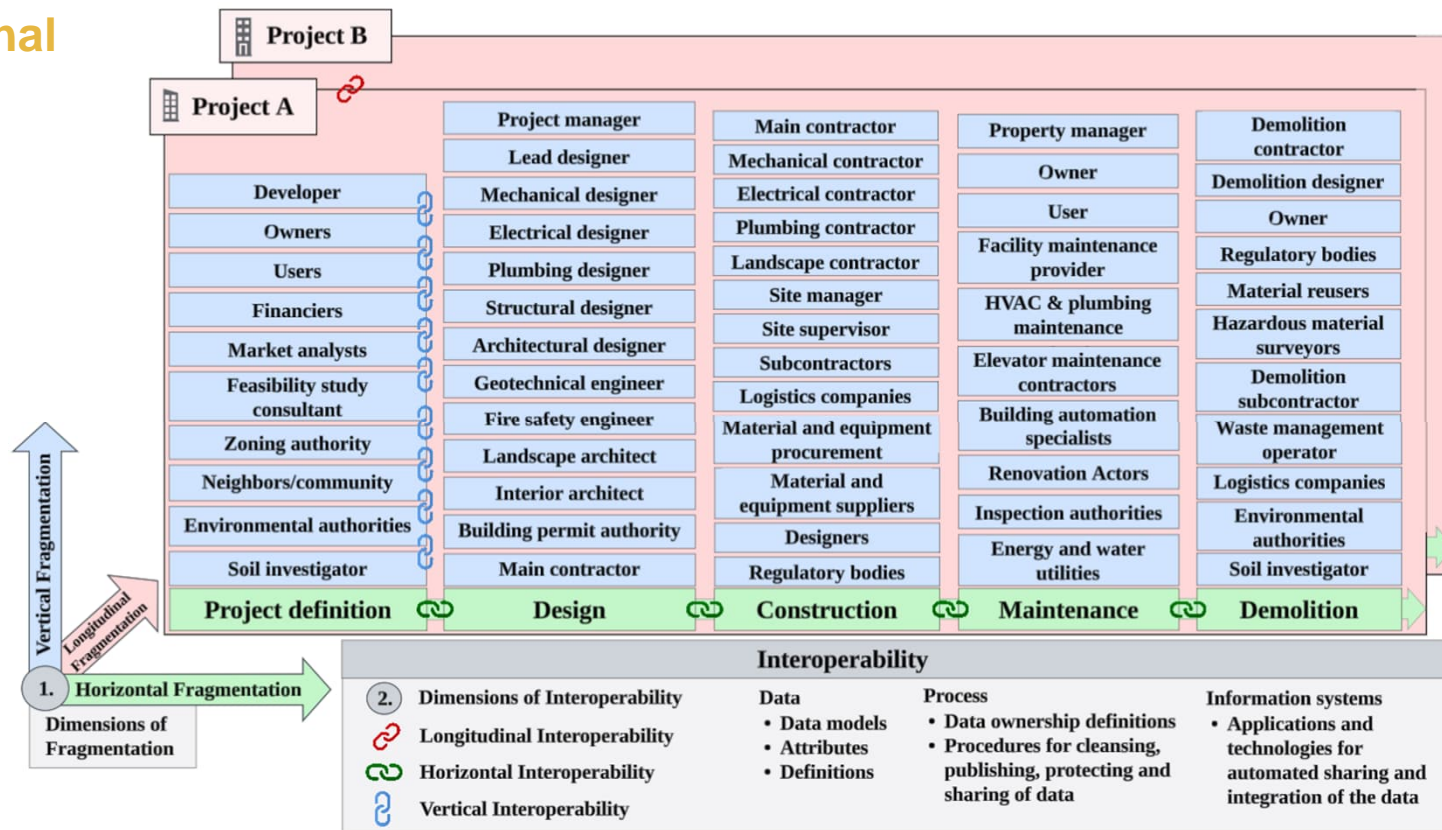 nal
Project B
Project A
Developer
Owners
Users
Financiers
Market analysts
Feasibility study
consultant
Zoning authority
Neighbors/community
Environmental authorities
Soil investigator
Project definition
Project manager
Lead designer
Mechanical designer
Electrical designer
Plumbing designer
Structural designer
Architectural designer
Geotechnical engineer
Fire safety engineer
Landscape architect
Interior architect
Building permit authority
Main contractor
Design
Main contractor
Mechanical contractor
Electrical contractor
Plumbing contractor
Landscape contractor
Site manager
Site supervisor
Subcontractors
Logistics companies
Material and equipment
procurement
Material and
equipment suppliers
Designers
Regulatory bodies
Construction
Property manager
Owner
User
Facility maintenance
provider
HVAC & plumbing
maintenance
Elevator maintenance
contractors
Building automation
specialists
Renovation Actors
Inspection authorities
Energy and water
utilities
Maintenance
Demolition
contractor
Demolition designer
Owner
Regulatory bodies
Material reusers
Hazardous material
surveyors
Demolition
subcontractor
Waste management
operator
Logistics companies
Environmental
authorities
Soil investigator
Demolition
Vertical Fragmentation
Longitudinal
Fragmentation
1. Horizontal Fragmentation
Dimensions of
Fragmentation
Interoperability
2. Dimensions of Interoperability
Longitudinal Interoperability
Horizontal Interoperability
Vertical Interoperability
Data
• Data models
• Attributes
• Definitions
Process
• Data ownership definitions
• Procedures for cleansing,
publishing, protecting and
sharing of data
Information systems
• Applications and
technologies for
automated sharing and
integration of the data